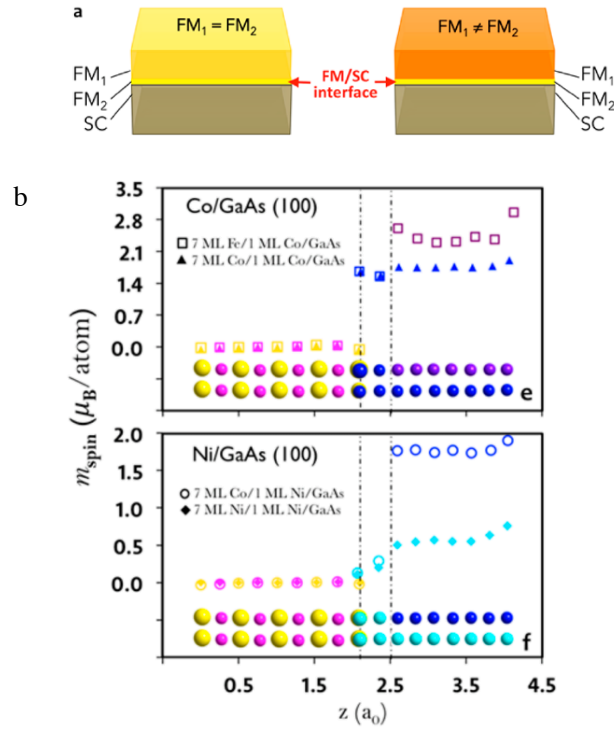 a
FM₁ = FM₂
FM₁ ≠ FM₂
FM₁
FM₂
SC
FM/SC
interface
FM₁
FM₂
SC
b
m_spin (μ_B/atom)
3.5
2.8
2.1
1.4
0.7
0.0
Co/GaAs (100)
7 ML Fe/1 ML Co/GaAs
7 ML Co/1 ML Co/GaAs
e
2.0
1.5
1.0
0.5
0.0
Ni/GaAs (100)
7 ML Co/1 ML Ni/GaAs
7 ML Ni/1 ML Ni/GaAs
f
0.5 1.5 2.5 3.5 4.5
z (a₀)